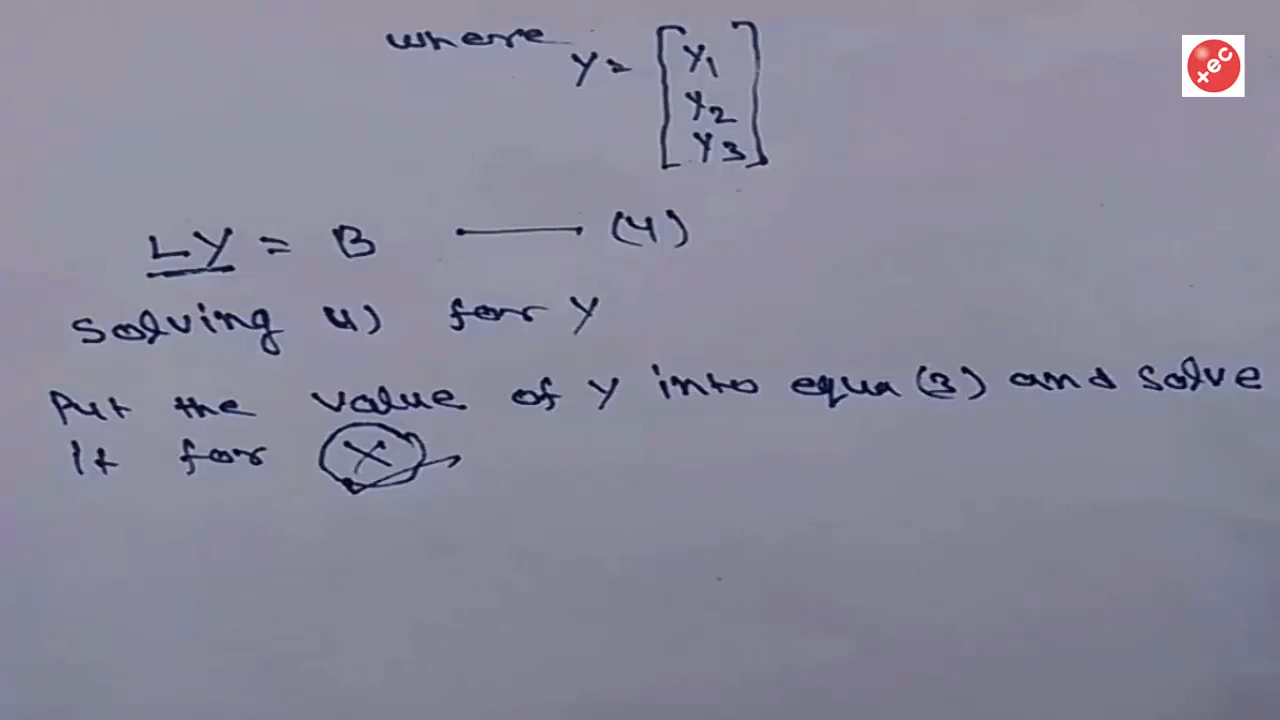 where
Y = [ Y1
Y2
Y3 ]
LY = B —— (4)
Solving 4) for Y
Put the value of Y into equa (3) and solve
It for X
tec